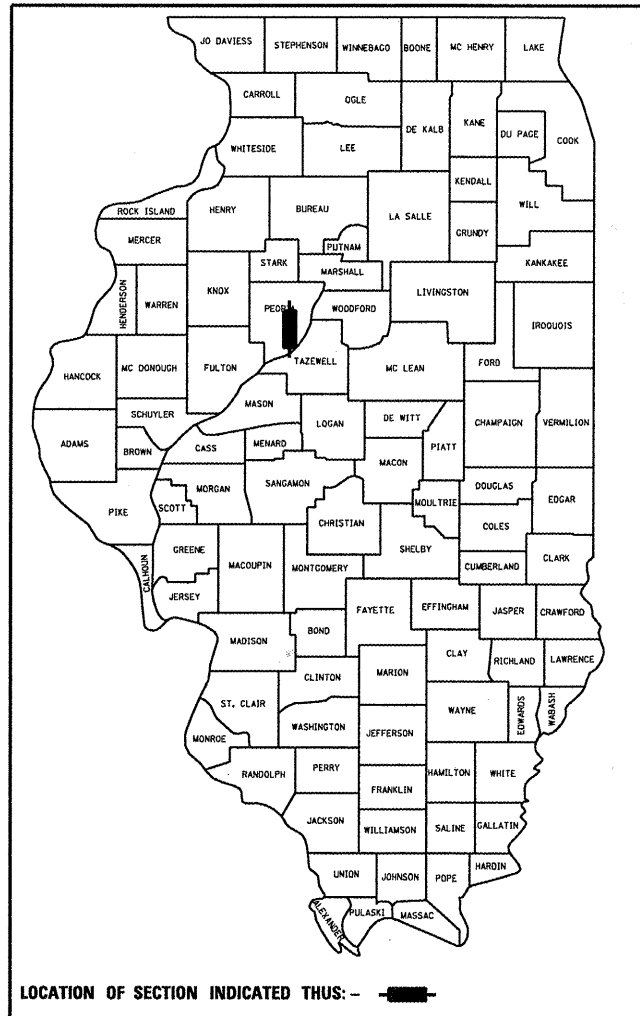 JO DAVIESS STEPHENSON WINNEBAGO BOONE MC HENRY LAKE
CARROLL OGLE DE KALB KANE DU PAGE COOK
WHITESIDE LEE
KENDALL WILL
ROCK ISLAND HENRY BUREAU LA SALLE GRUNDY
MERCER PUTNAM
STARK MARSHALL KANKAKEE
HENDERSON WARREN KNOX PEORIA WOODFORD LIVINGSTON IROQUOIS
HANCOCK MC DONOUGH FULTON TAZEWELL MC LEAN FORD
SCHUYLER MASON LOGAN DE WITT CHAMPAIGN VERMILION
ADAMS BROWN CASS MENARD MACON PIATT
PIKE SCOTT MORGAN SANGAMON MOULTRIE DOUGLAS EDGAR
CHRISTIAN COLES
CALHOUN GREENE MACOUPIN MONTGOMERY SHELBY CUMBERLAND CLARK
JERSEY FAYETTE EFFINGHAM JASPER CRAWFORD
MADISON BOND
CLAY RICHLAND LAWRENCE
CLINTON MARION
ST. CLAIR WAYNE EDWARDS WABASH
MONROE WASHINGTON JEFFERSON
RANDOLPH PERRY HAMILTON WHITE
FRANKLIN
JACKSON WILLIAMSON SALINE GALLATIN
UNION JOHNSON POPE HARDIN
ALEXANDER PULASKI MASSAC
LOCATION OF SECTION INDICATED THUS: -